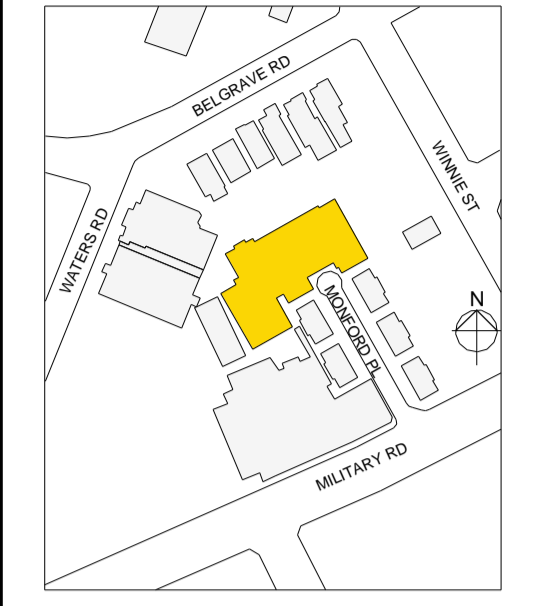 BELGRAVE RD
WINNIE ST
WATERS RD
N
MONFORD PL
MILITARY RD